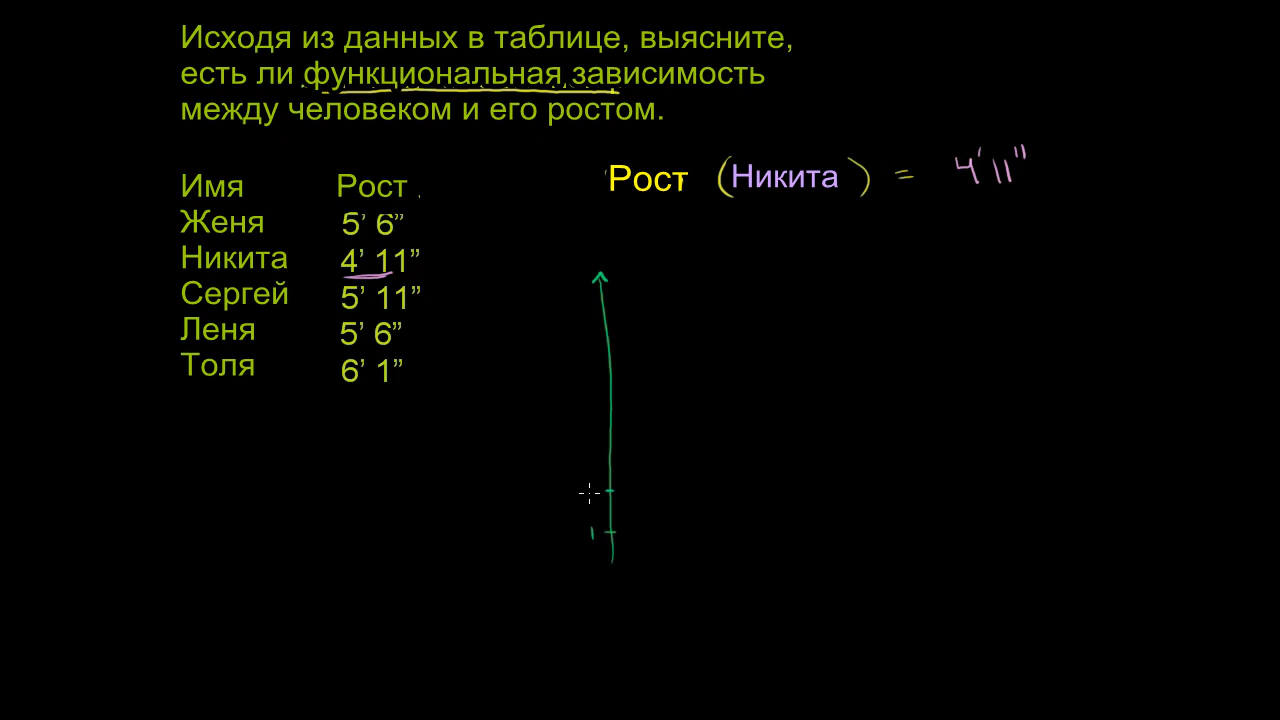 Исходя из данных в таблице, выясните,
есть ли функциональная зависимость
между человеком и его ростом.
Имя Рост
Женя 5’ 6”
Никита 4’ 11”
Сергей 5’ 11”
Леня 5’ 6”
Толя 6’ 1”
Рост (Никита) = 4' 11"
1